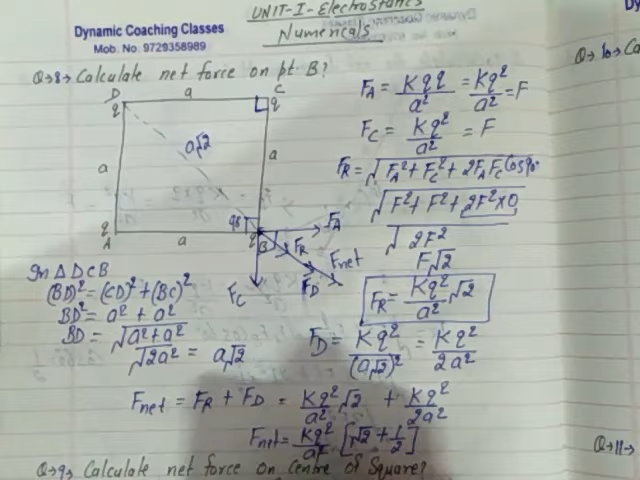 UNIT-I-Electrostatics
Dynamic Coaching Classes
Mob. No. 9729358989
Numericals
Q→8→ Calculate net force on pt. B?
D a C
q q
a√2
a a
q 90 q
A a B
F_A
F_R
F_net
F_D
F_C
F_A = Kqq/a² = Kq²/a² = F
F_C = Kq²/a² = F
F_R = √F_A² + F_C² + 2F_A F_C Cos90°
√F² + F² + 2F² × 0
√2F²
F√2
F_R = Kq²/a² √2
In Δ DCB
(BD)² = (CD)² + (BC)²
BD² = a² + a²
BD = √a² + a²
√2a² = a√2
F_D = Kq²/(a√2)² = Kq²/2a²
F_net = F_R + F_D = Kq²/a² √2 + Kq²/2a²
F_net = Kq²/a² [√2 + 1/2]
Q→9→ Calculate net force on centre of Square?
Dy
Q→10→ Ca
Q→11→